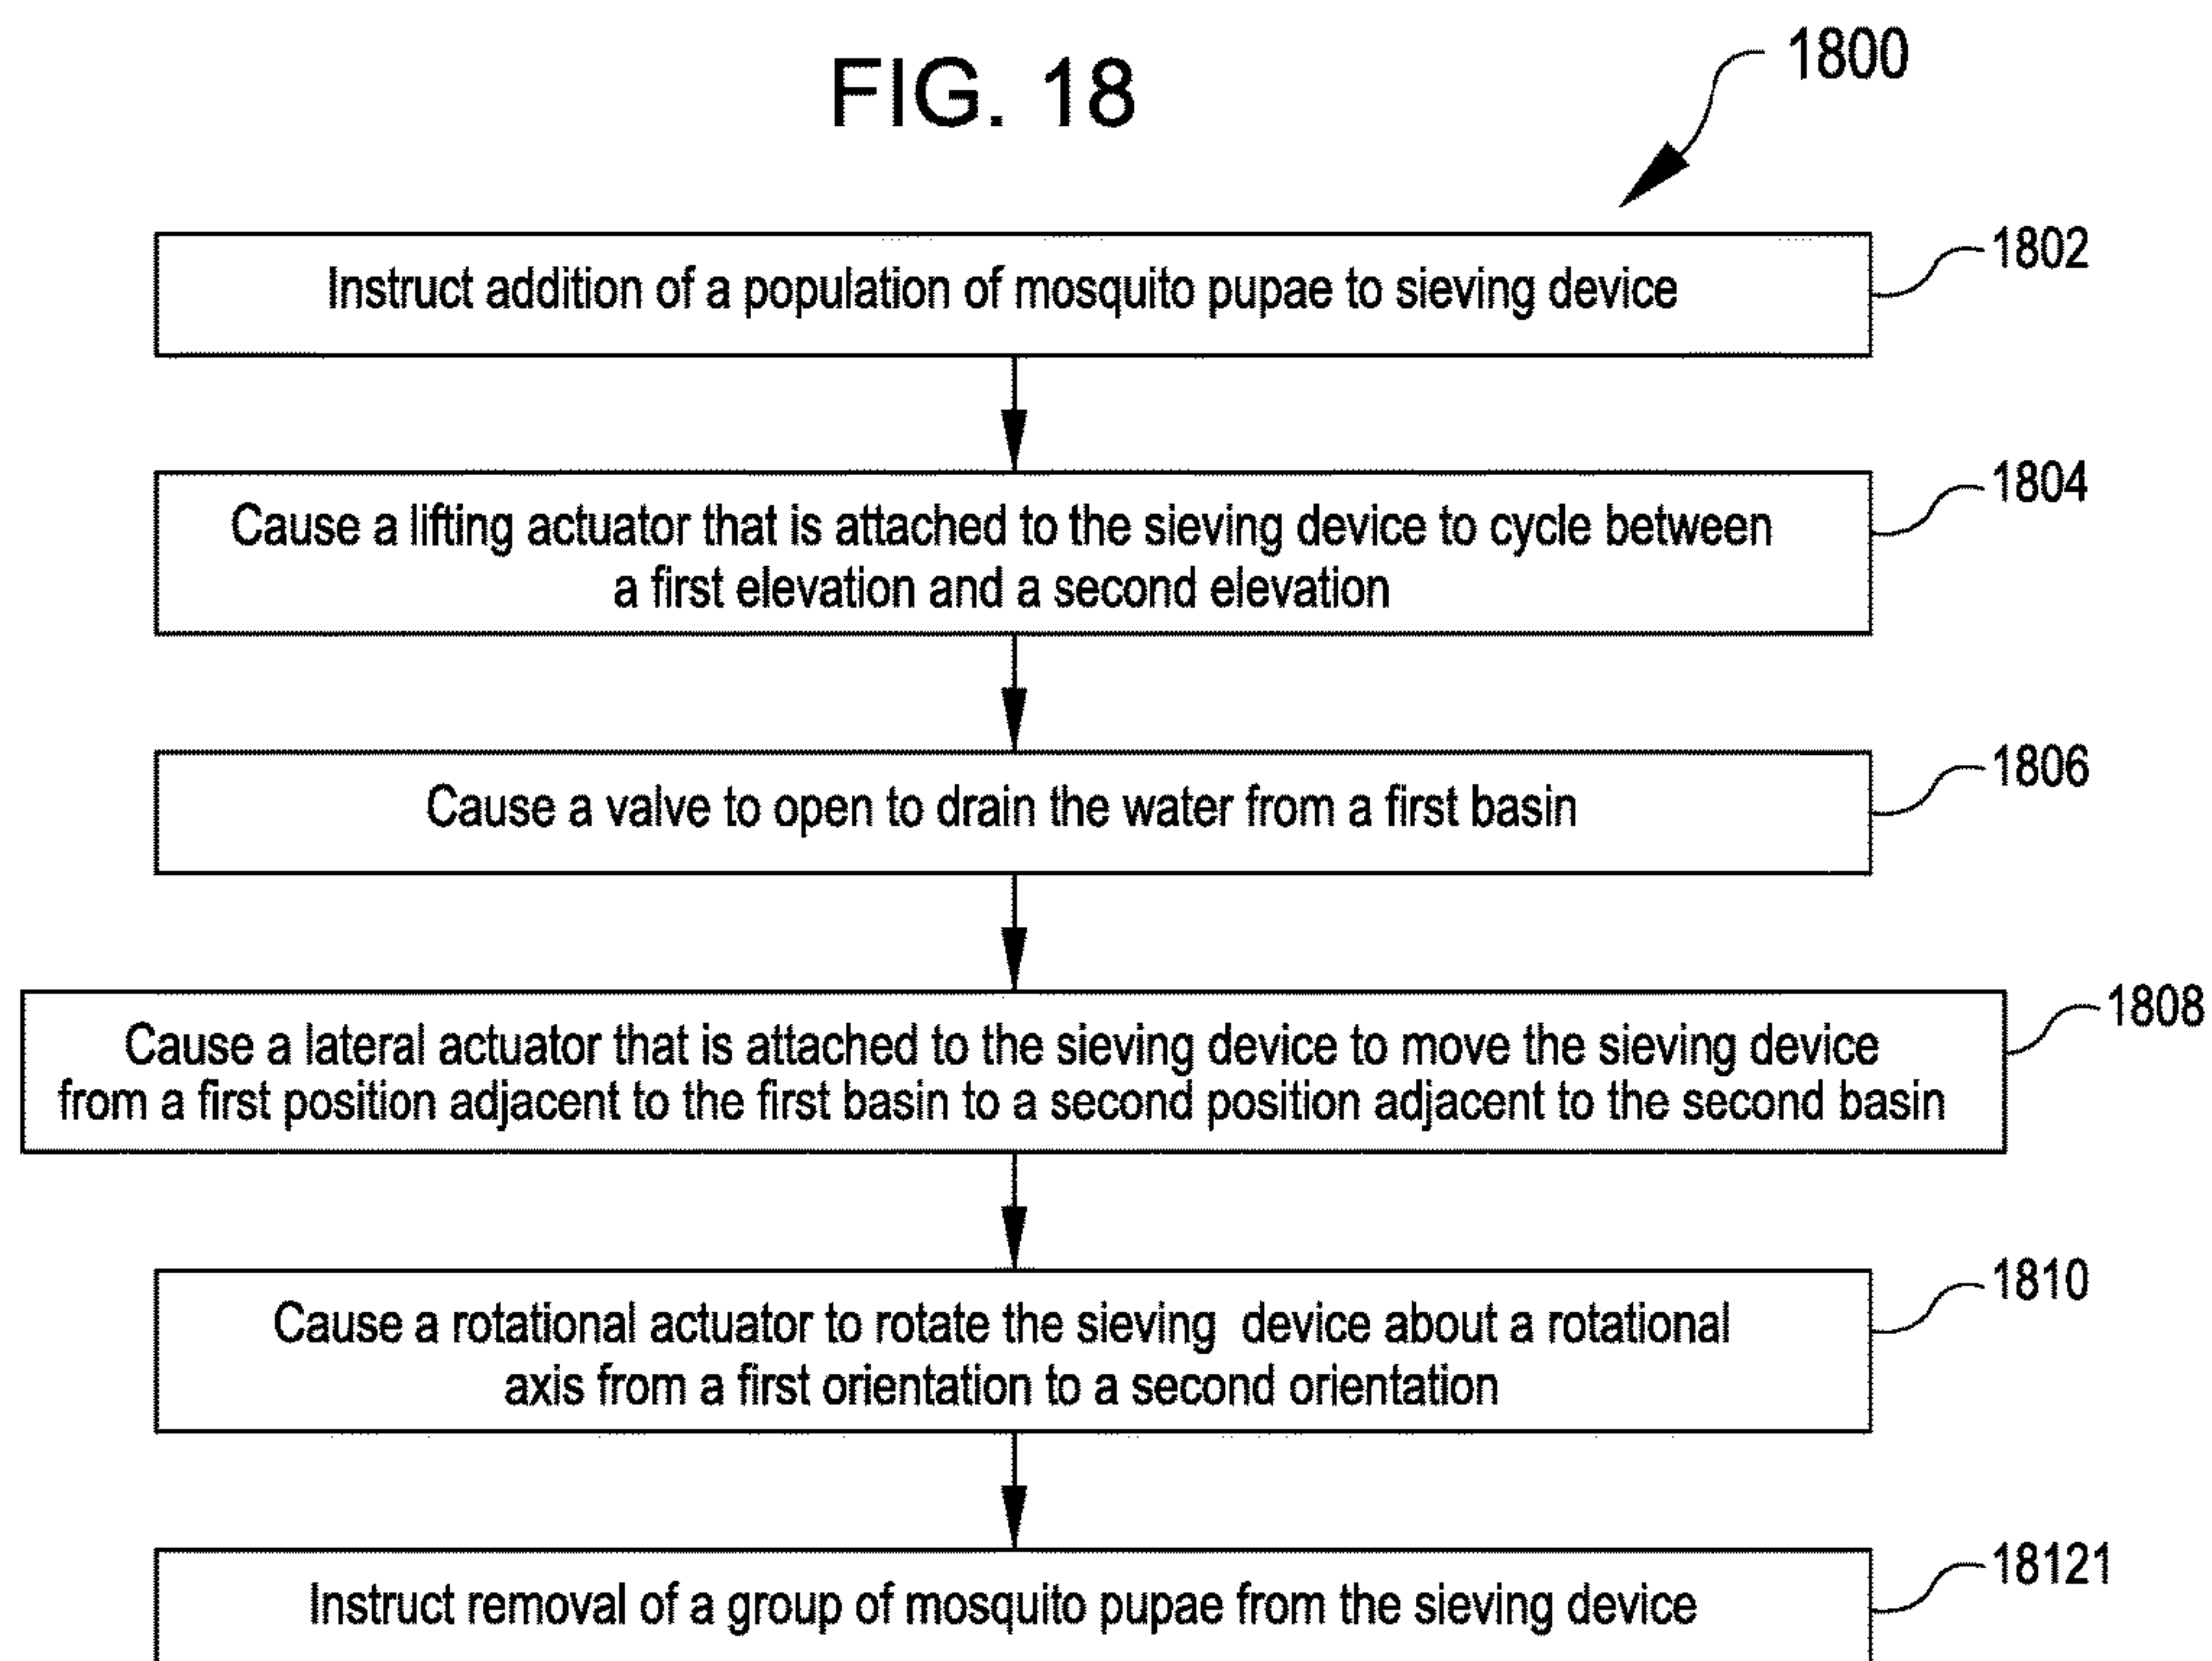 FIG. 18
1800
Instruct addition of a population of mosquito pupae to sieving device
1802
Cause a lifting actuator that is attached to the sieving device to cycle between
a first elevation and a second elevation
1804
Cause a valve to open to drain the water from a first basin
1806
Cause a lateral actuator that is attached to the sieving device to move the sieving device
from a first position adjacent to the first basin to a second position adjacent to the second basin
1808
Cause a rotational actuator to rotate the sieving device about a rotational
axis from a first orientation to a second orientation
1810
Instruct removal of a group of mosquito pupae from the sieving device
18121